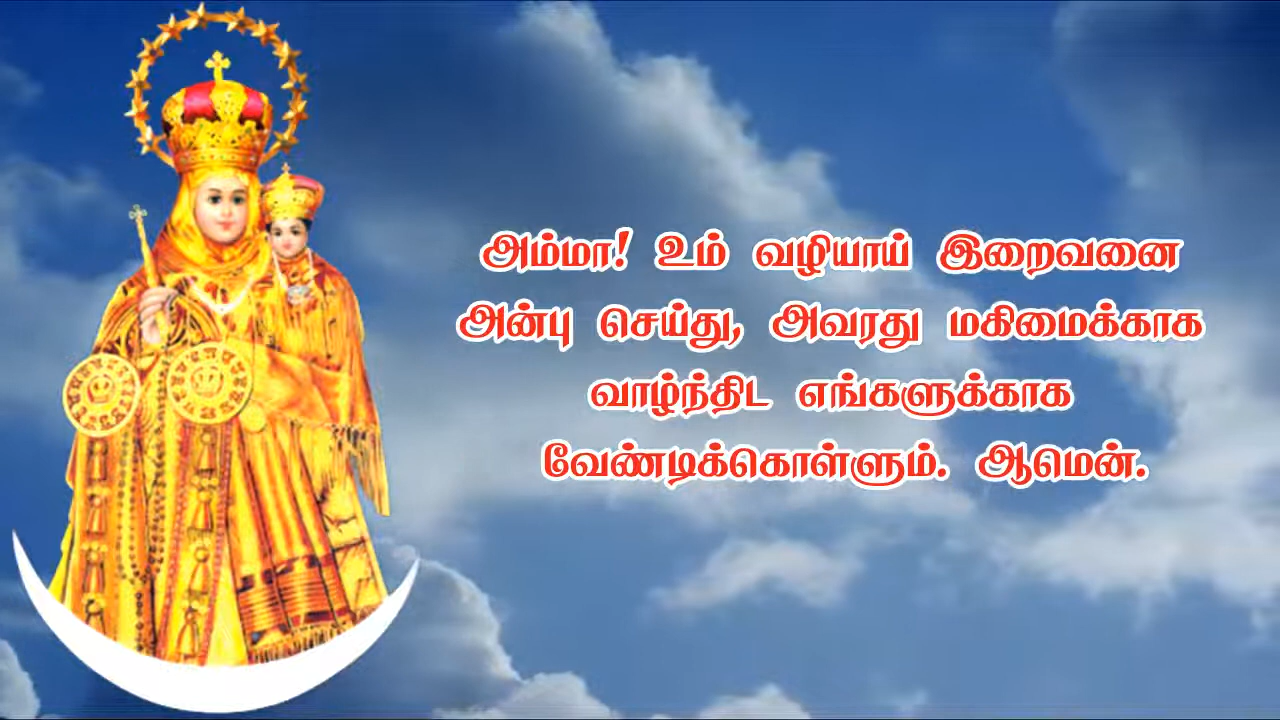 அம்மா! உம் வழியாய் இறைவனை
அன்பு செய்து, அவரது மகிமைக்காக
வாழ்ந்திட எங்களுக்காக
வேண்டிக்கொள்ளும். ஆமென்.